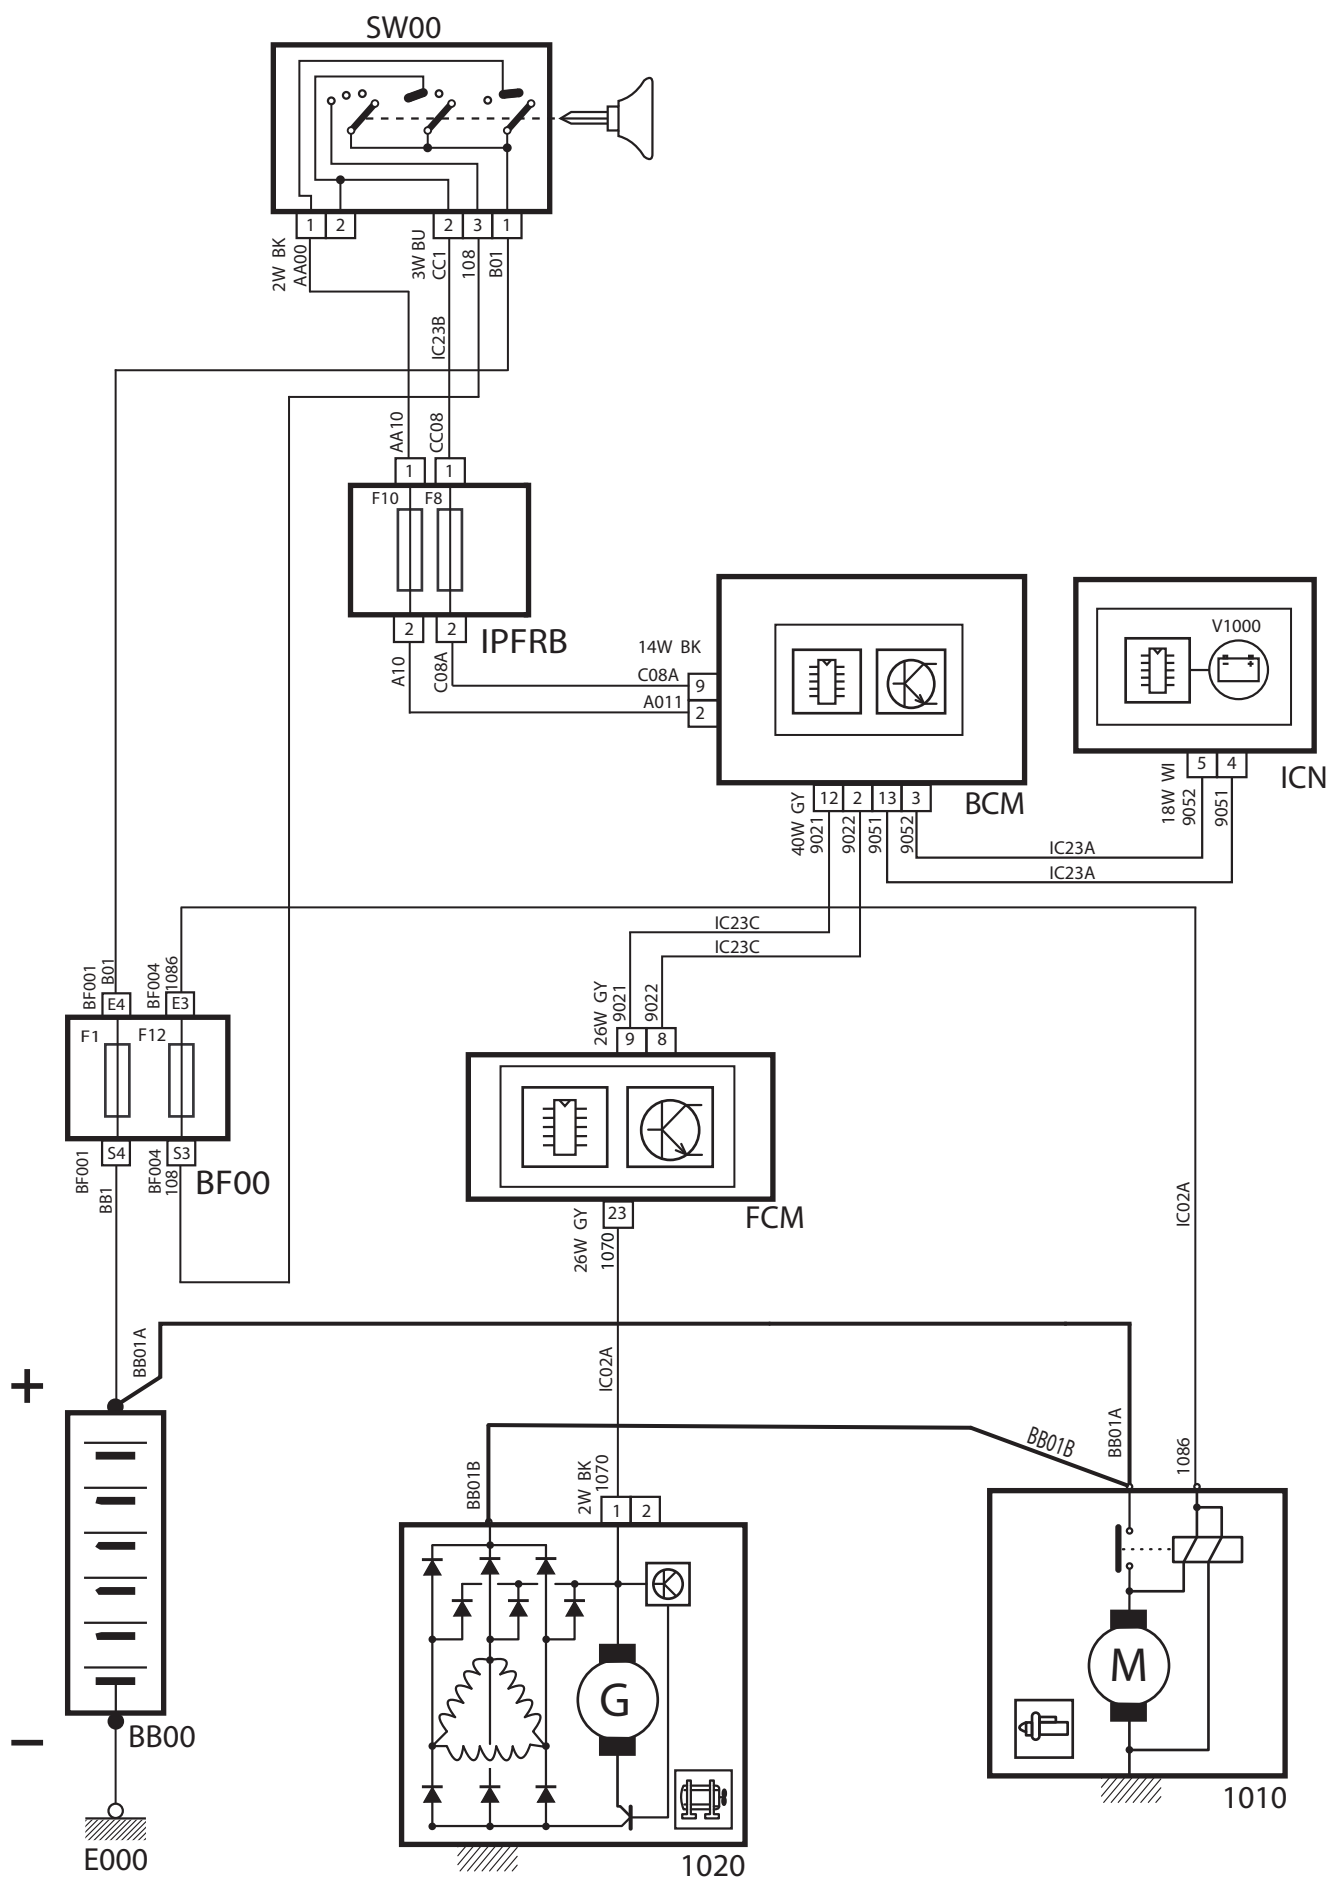 SW00
1 2 2 3 1
2W BK
AA00
3W BU
CC1
108
B01
IC23B
AA10
CC08
1 1
F10 F8
2 2
IPFRB
A10
C08A
14W BK
C08A
A011
9
2
BCM
V1000
ICN
5 4
18W WI
9052
9051
12 2 13 3
40W GY
9021
9022
9051
9052
IC23A
IC23A
IC23C
IC23C
BF001
B01
BF004
1086
E4 E3
F1 F12
S4 S3
BF001
BB1
BF004
108
BF00
26W GY
9021
9022
9 8
FCM
23
26W GY
1070
IC02A
IC02A
+
BB01A
BB01B
BB01B
BB01A
1086
2W BK
1070
1 2
G
M
–
BB00
E000
1020
1010